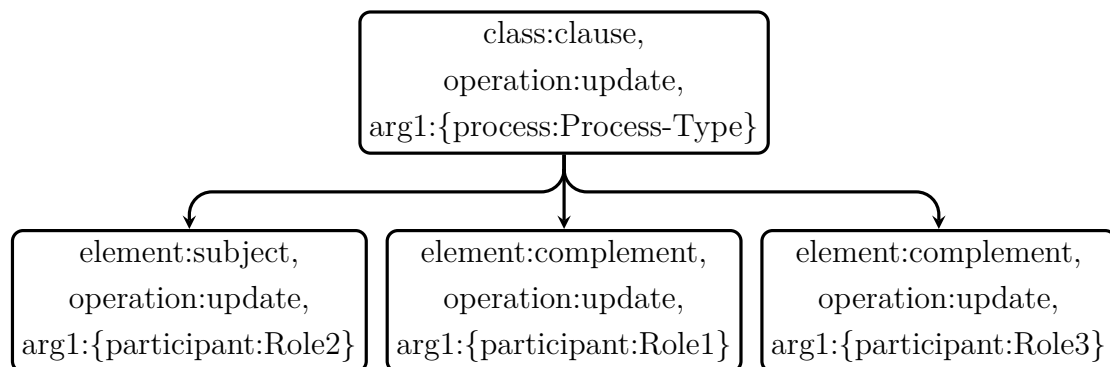 class:clause,
operation:update,
arg1:{process:Process-Type}
element:subject,
operation:update,
arg1:{participant:Role2}
element:complement,
operation:update,
arg1:{participant:Role1}
element:complement,
operation:update,
arg1:{participant:Role3}